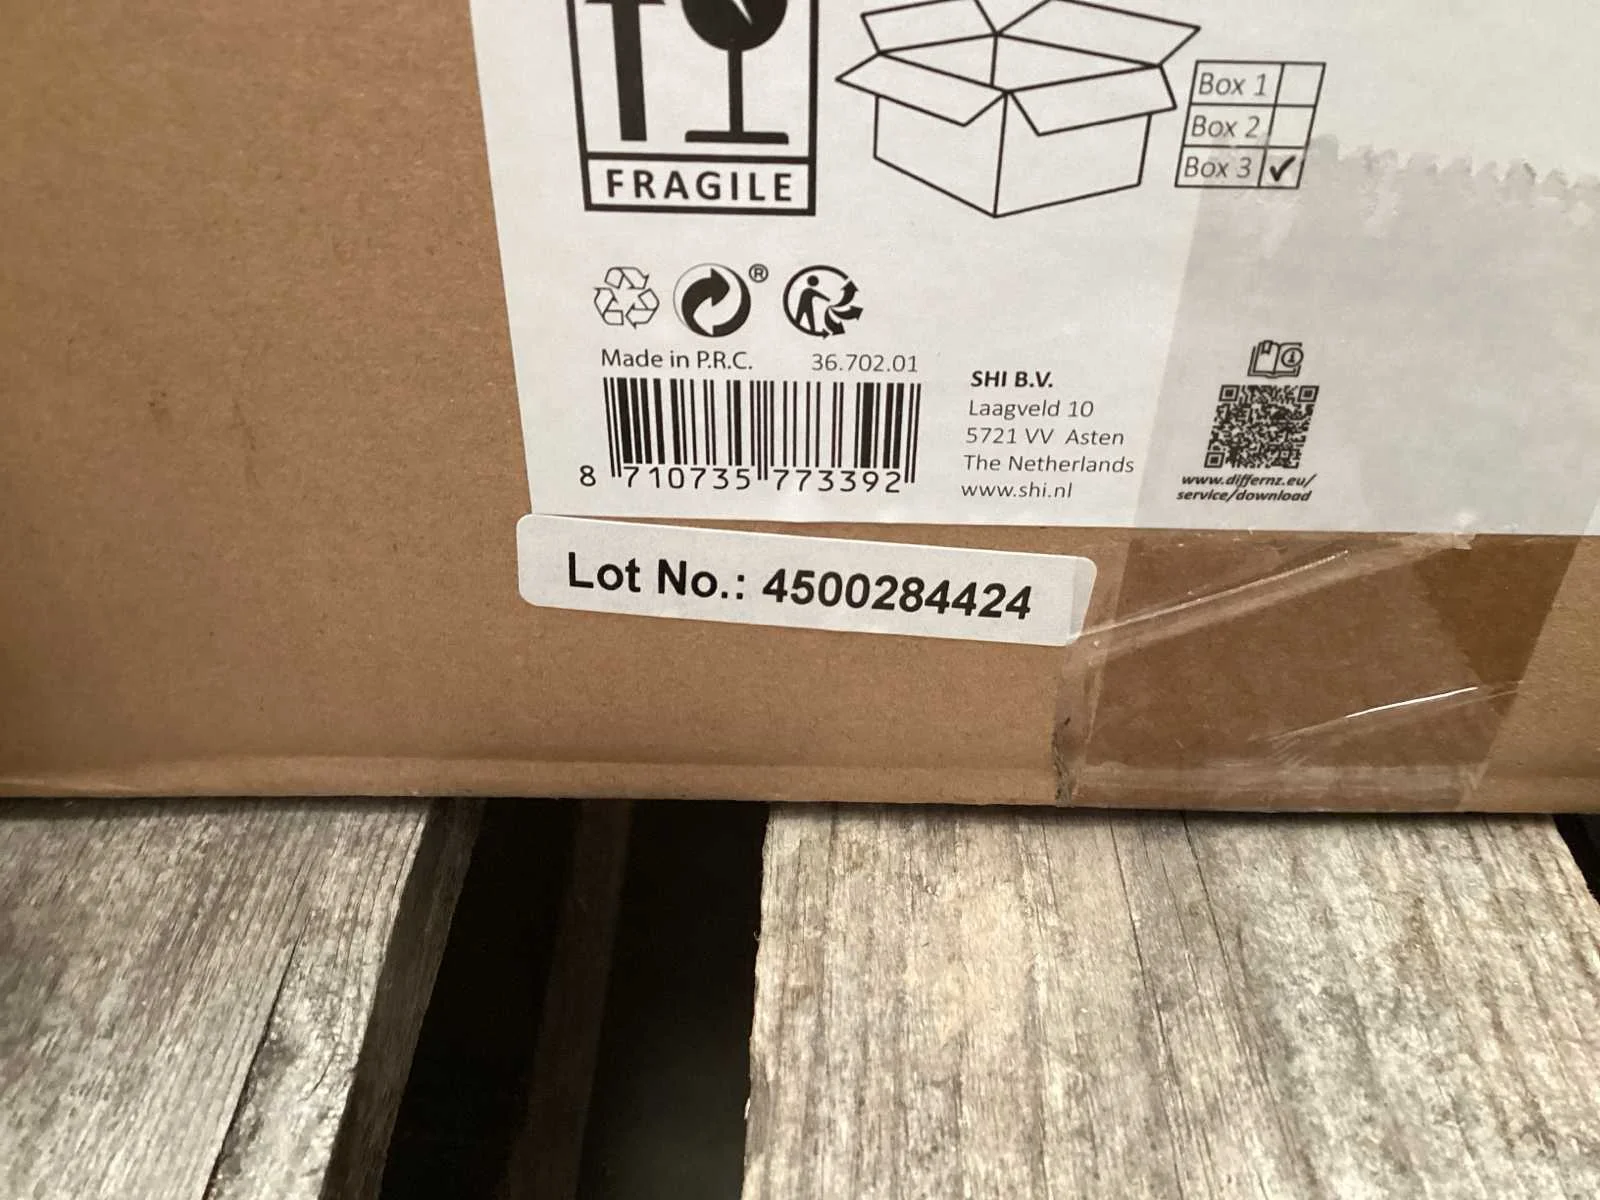 FRAGILE
Box 1
Box 2
Box 3 ✓
®
Made in P.R.C. 36.702.01
8 710735 773392
SHI B.V.
Laagveld 10
5721 VV Asten
The Netherlands
www.shi.nl
www.differnz.eu/
service/download
Lot No.: 4500284424